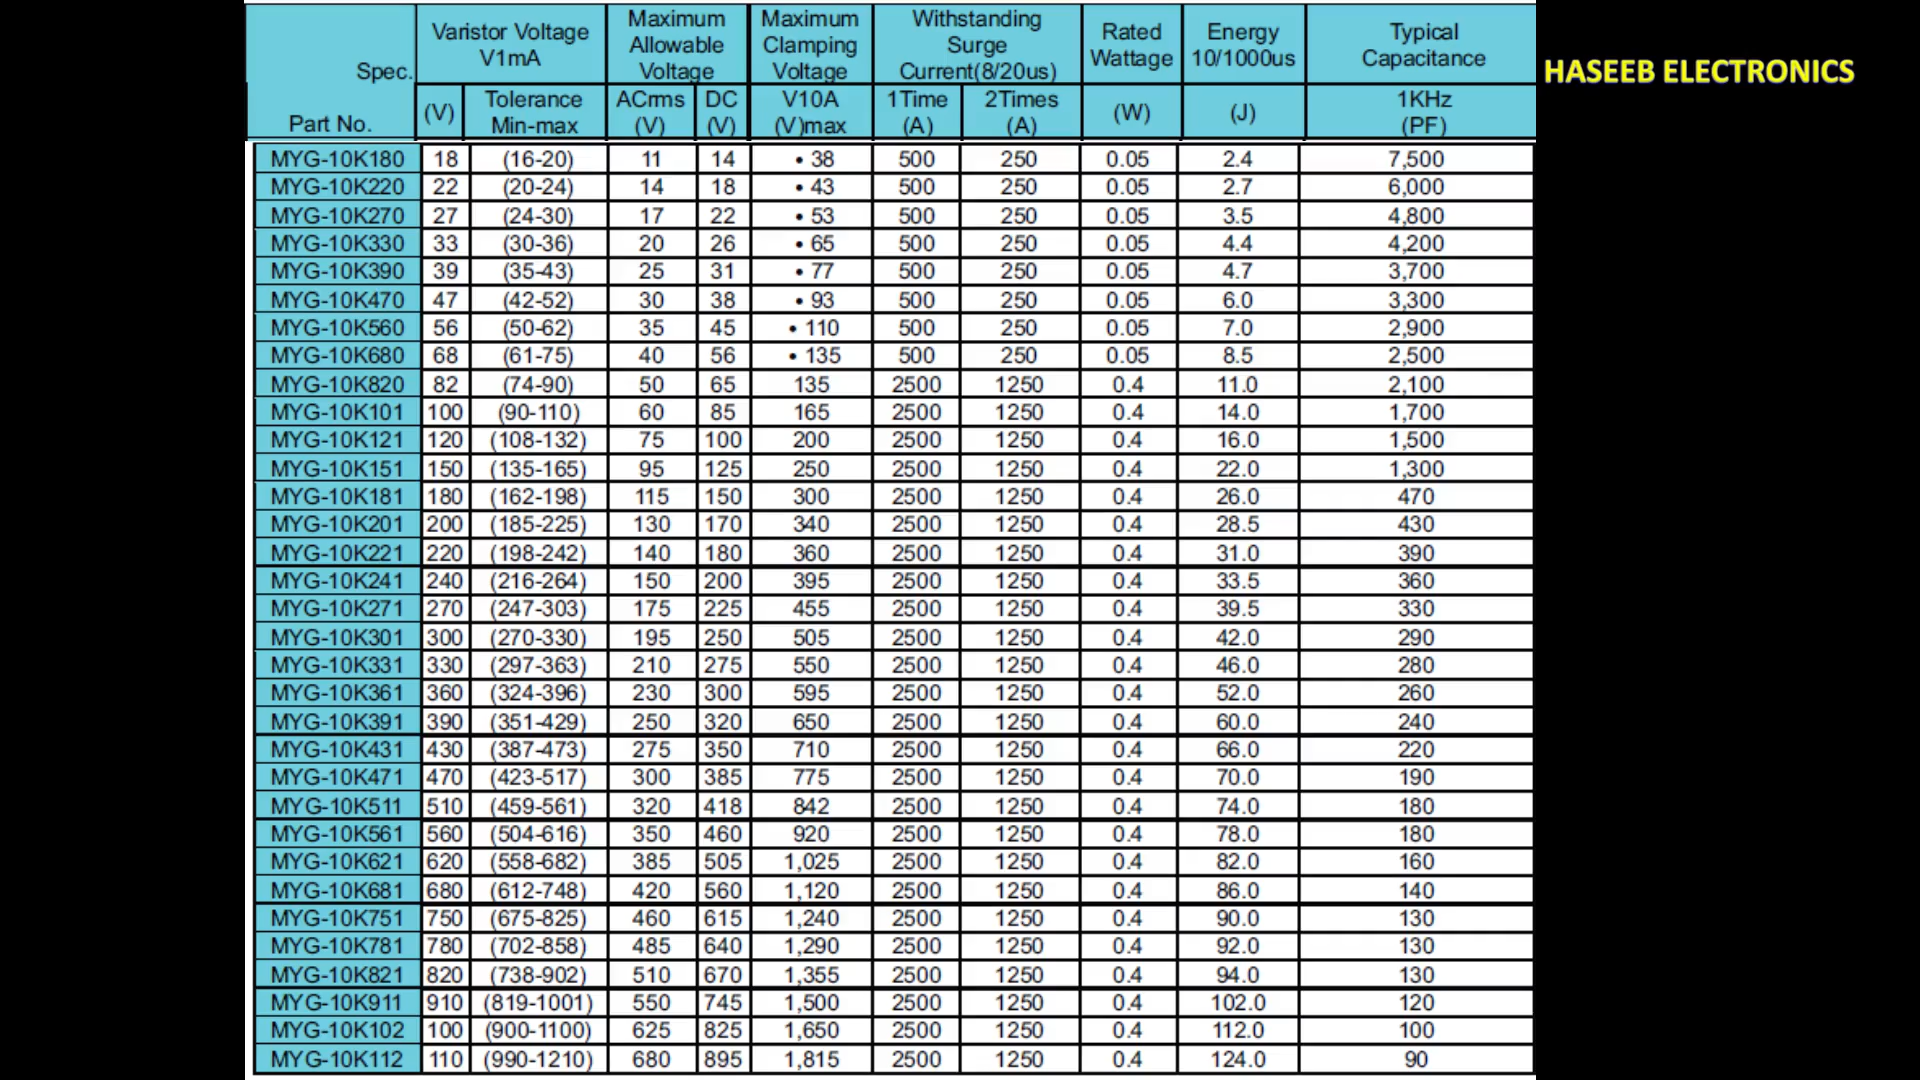 HASEEB ELECTRONICS
Spec. Varistor Voltage V1mA Maximum Allowable Voltage Maximum Clamping Voltage Withstanding Surge Current(8/20us) Rated Wattage Energy 10/1000us Typical Capacitance
Part No. (V) Tolerance Min-max ACrms (V) DC (V) V10A (V)max 1Time (A) 2Times (A) (W) (J) 1KHz (PF)
MYG-10K180 18 (16-20) 11 14 • 38 500 250 0.05 2.4 7,500
MYG-10K220 22 (20-24) 14 18 • 43 500 250 0.05 2.7 6,000
MYG-10K270 27 (24-30) 17 22 • 53 500 250 0.05 3.5 4,800
MYG-10K330 33 (30-36) 20 26 • 65 500 250 0.05 4.4 4,200
MYG-10K390 39 (35-43) 25 31 • 77 500 250 0.05 4.7 3,700
MYG-10K470 47 (42-52) 30 38 • 93 500 250 0.05 6.0 3,300
MYG-10K560 56 (50-62) 35 45 • 110 500 250 0.05 7.0 2,900
MYG-10K680 68 (61-75) 40 56 • 135 500 250 0.05 8.5 2,500
MYG-10K820 82 (74-90) 50 65 135 2500 1250 0.4 11.0 2,100
MYG-10K101 100 (90-110) 60 85 165 2500 1250 0.4 14.0 1,700
MYG-10K121 120 (108-132) 75 100 200 2500 1250 0.4 16.0 1,500
MYG-10K151 150 (135-165) 95 125 250 2500 1250 0.4 22.0 1,300
MYG-10K181 180 (162-198) 115 150 300 2500 1250 0.4 26.0 470
MYG-10K201 200 (185-225) 130 170 340 2500 1250 0.4 28.5 430
MYG-10K221 220 (198-242) 140 180 360 2500 1250 0.4 31.0 390
MYG-10K241 240 (216-264) 150 200 395 2500 1250 0.4 33.5 360
MYG-10K271 270 (247-303) 175 225 455 2500 1250 0.4 39.5 330
MYG-10K301 300 (270-330) 195 250 505 2500 1250 0.4 42.0 290
MYG-10K331 330 (297-363) 210 275 550 2500 1250 0.4 46.0 280
MYG-10K361 360 (324-396) 230 300 595 2500 1250 0.4 52.0 260
MYG-10K391 390 (351-429) 250 320 650 2500 1250 0.4 60.0 240
MYG-10K431 430 (387-473) 275 350 710 2500 1250 0.4 66.0 220
MYG-10K471 470 (423-517) 300 385 775 2500 1250 0.4 70.0 190
MYG-10K511 510 (459-561) 320 418 842 2500 1250 0.4 74.0 180
MYG-10K561 560 (504-616) 350 460 920 2500 1250 0.4 78.0 180
MYG-10K621 620 (558-682) 385 505 1,025 2500 1250 0.4 82.0 160
MYG-10K681 680 (612-748) 420 560 1,120 2500 1250 0.4 86.0 140
MYG-10K751 750 (675-825) 460 615 1,240 2500 1250 0.4 90.0 130
MYG-10K781 780 (702-858) 485 640 1,290 2500 1250 0.4 92.0 130
MYG-10K821 820 (738-902) 510 670 1,355 2500 1250 0.4 94.0 130
MYG-10K911 910 (819-1001) 550 745 1,500 2500 1250 0.4 102.0 120
MYG-10K102 100 (900-1100) 625 825 1,650 2500 1250 0.4 112.0 100
MYG-10K112 110 (990-1210) 680 895 1,815 2500 1250 0.4 124.0 90